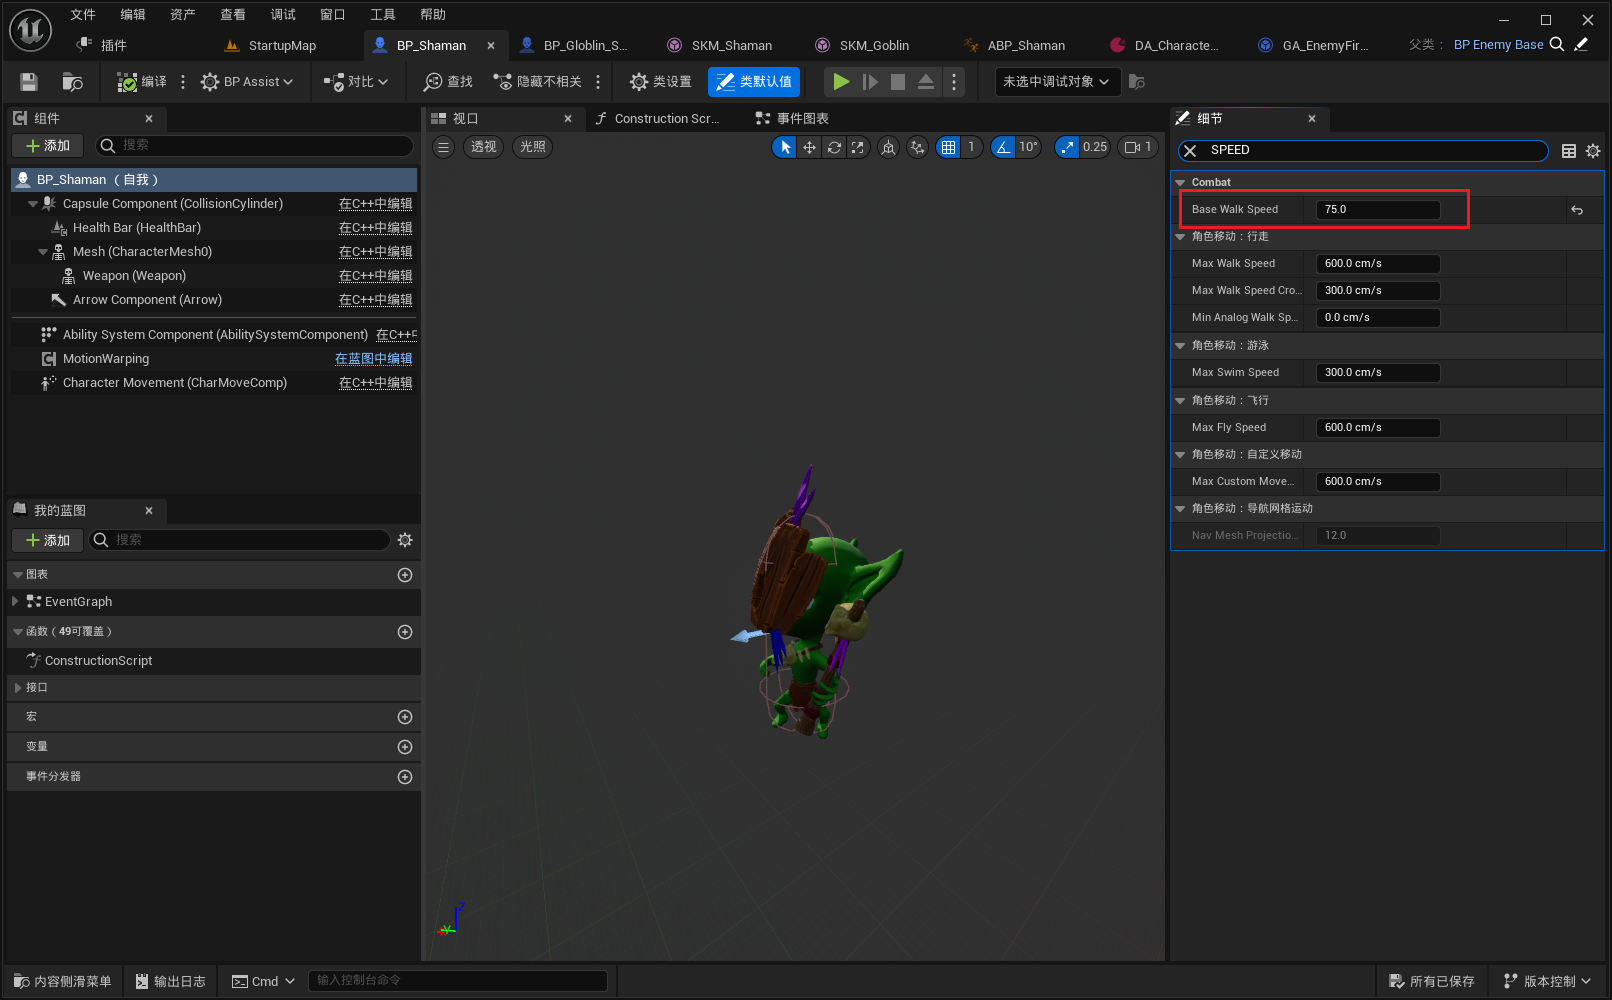 文件 编辑 资产 查看 调试 窗口 工具 帮助
插件 StartupMap BP_Shaman BP_Globlin_S... SKM_Shaman SKM_Goblin ABP_Shaman DA_Characte... GA_EnemyFir... 父类： BP Enemy Base
编译 BP Assist 对比 查找 隐藏不相关 类设置 类默认值 未选中调试对象
组件
添加 搜索
BP_Shaman （自我）
Capsule Component (CollisionCylinder) 在C++中编辑
Health Bar (HealthBar) 在C++中编辑
Mesh (CharacterMesh0) 在C++中编辑
Weapon (Weapon) 在C++中编辑
Arrow Component (Arrow) 在C++中编辑
Ability System Component (AbilitySystemComponent) 在C++中
MotionWarping 在蓝图中编辑
Character Movement (CharMoveComp) 在C++中编辑
我的蓝图
添加 搜索
图表
EventGraph
函数（49可覆盖）
ConstructionScript
接口
宏
变量
事件分发器
视口 Construction Scr... 事件图表
透视 光照 1 10° 0.25 1
Z
Y
细节
SPEED
Combat
Base Walk Speed 75.0
角色移动：行走
Max Walk Speed 600.0 cm/s
Max Walk Speed Cro... 300.0 cm/s
Min Analog Walk Sp... 0.0 cm/s
角色移动：游泳
Max Swim Speed 300.0 cm/s
角色移动：飞行
Max Fly Speed 600.0 cm/s
角色移动：自定义移动
Max Custom Move... 600.0 cm/s
角色移动：导航网格运动
Nav Mesh Projectio... 12.0
内容侧滑菜单 输出日志 Cmd 输入控制台命令 所有已保存 版本控制